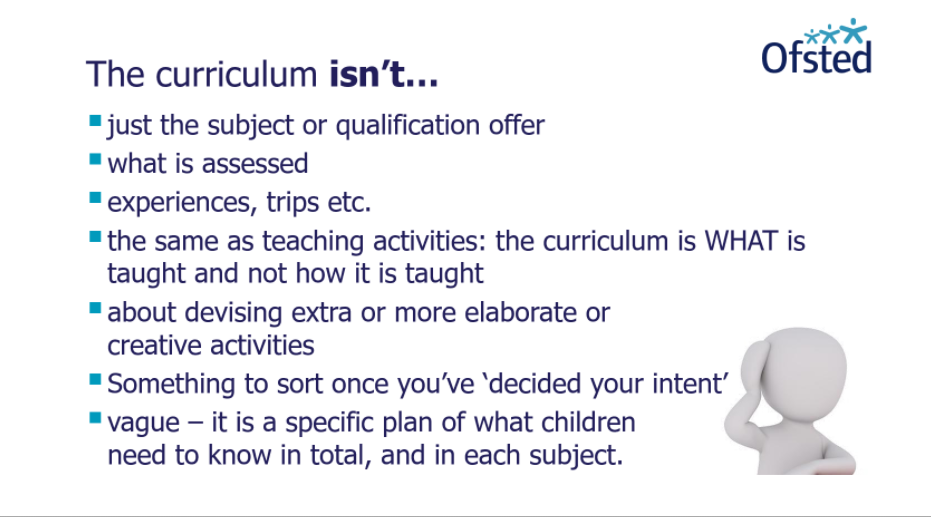 Ofsted
The curriculum isn’t…
just the subject or qualification offer
what is assessed
experiences, trips etc.
the same as teaching activities: the curriculum is WHAT is
taught and not how it is taught
about devising extra or more elaborate or
creative activities
Something to sort once you’ve ‘decided your intent’
vague – it is a specific plan of what children
need to know in total, and in each subject.